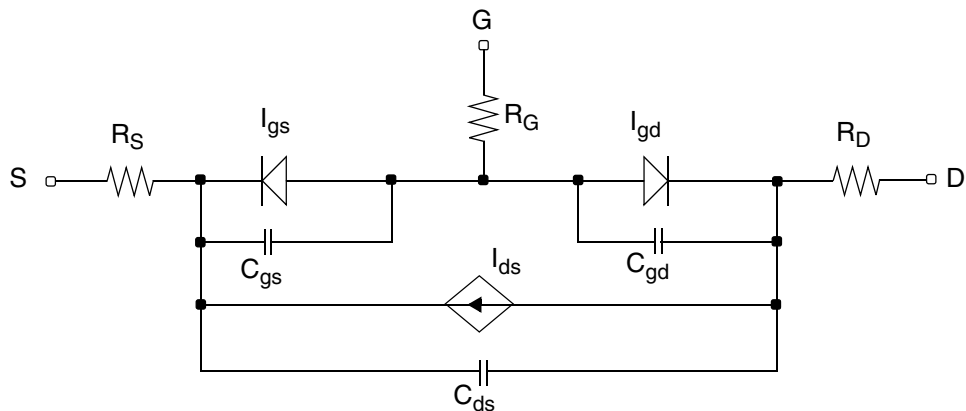 G
R_G
I_gs
I_gd
R_S
R_D
S
D
C_gs
I_ds
C_gd
C_ds